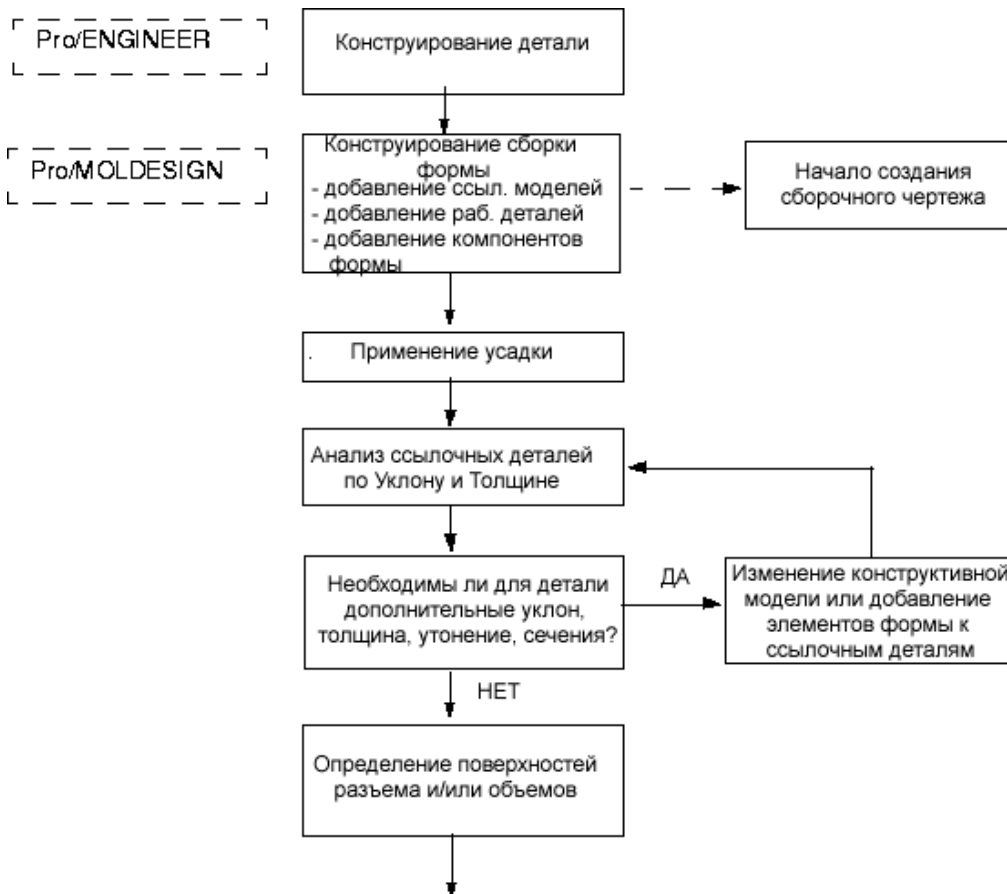 Pro/ENGINEER
Конструирование детали
Pro/MOLDESIGN
Конструирование сборки
формы
- добавление ссыл. моделей
- добавление раб. деталей
- добавление компонентов
формы
Начало создания
сборочного чертежа
. Применение усадки
Анализ ссылочных деталей
по Уклону и Толщине
Необходимы ли для детали
дополнительные уклон,
толщина, утонение, сечения?
ДА
Изменение конструктивной
модели или добавление
элементов формы к
ссылочным деталям
НЕТ
Определение поверхностей
разъема и/или объемов